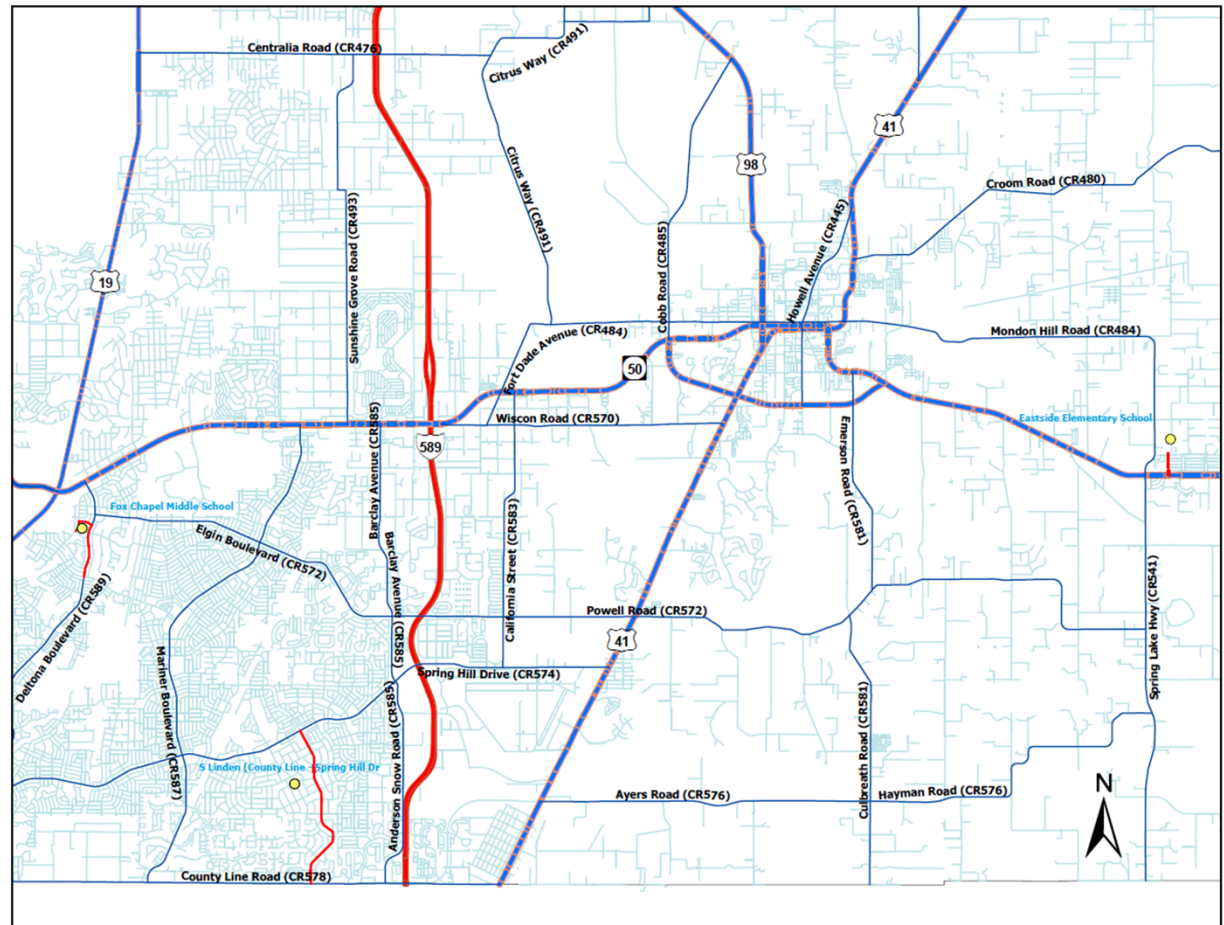 Centralia Road (CR476)
Citrus Way (CR491)
41
98
Citrus Way (CR491)
Croom Road (CR480)
Sunshine Grove Road (CR493)
Cobb Road (CR485)
Howell Avenue (CR445)
19
Fort Dade Avenue (CR484)
Mondon Hill Road (CR484)
50
Wiscon Road (CR570)
Eastside Elementary School
589
Barclay Avenue (CR585)
Emerson Road (CR581)
Fox Chapel Middle School
Elgin Boulevard (CR572)
California Street (CR583)
Barclay Avenue (CR585)
Deltona Boulevard (CR589)
Powell Road (CR572)
41
Spring Lake Hwy (CR541)
Mariner Boulevard (CR587)
Spring Hill Drive (CR574)
Culbreath Road (CR581)
S Linden (County Line - Spring Hill Dr
Anderson Snow Road (CR585)
Ayers Road (CR576)
Hayman Road (CR576)
N
County Line Road (CR578)